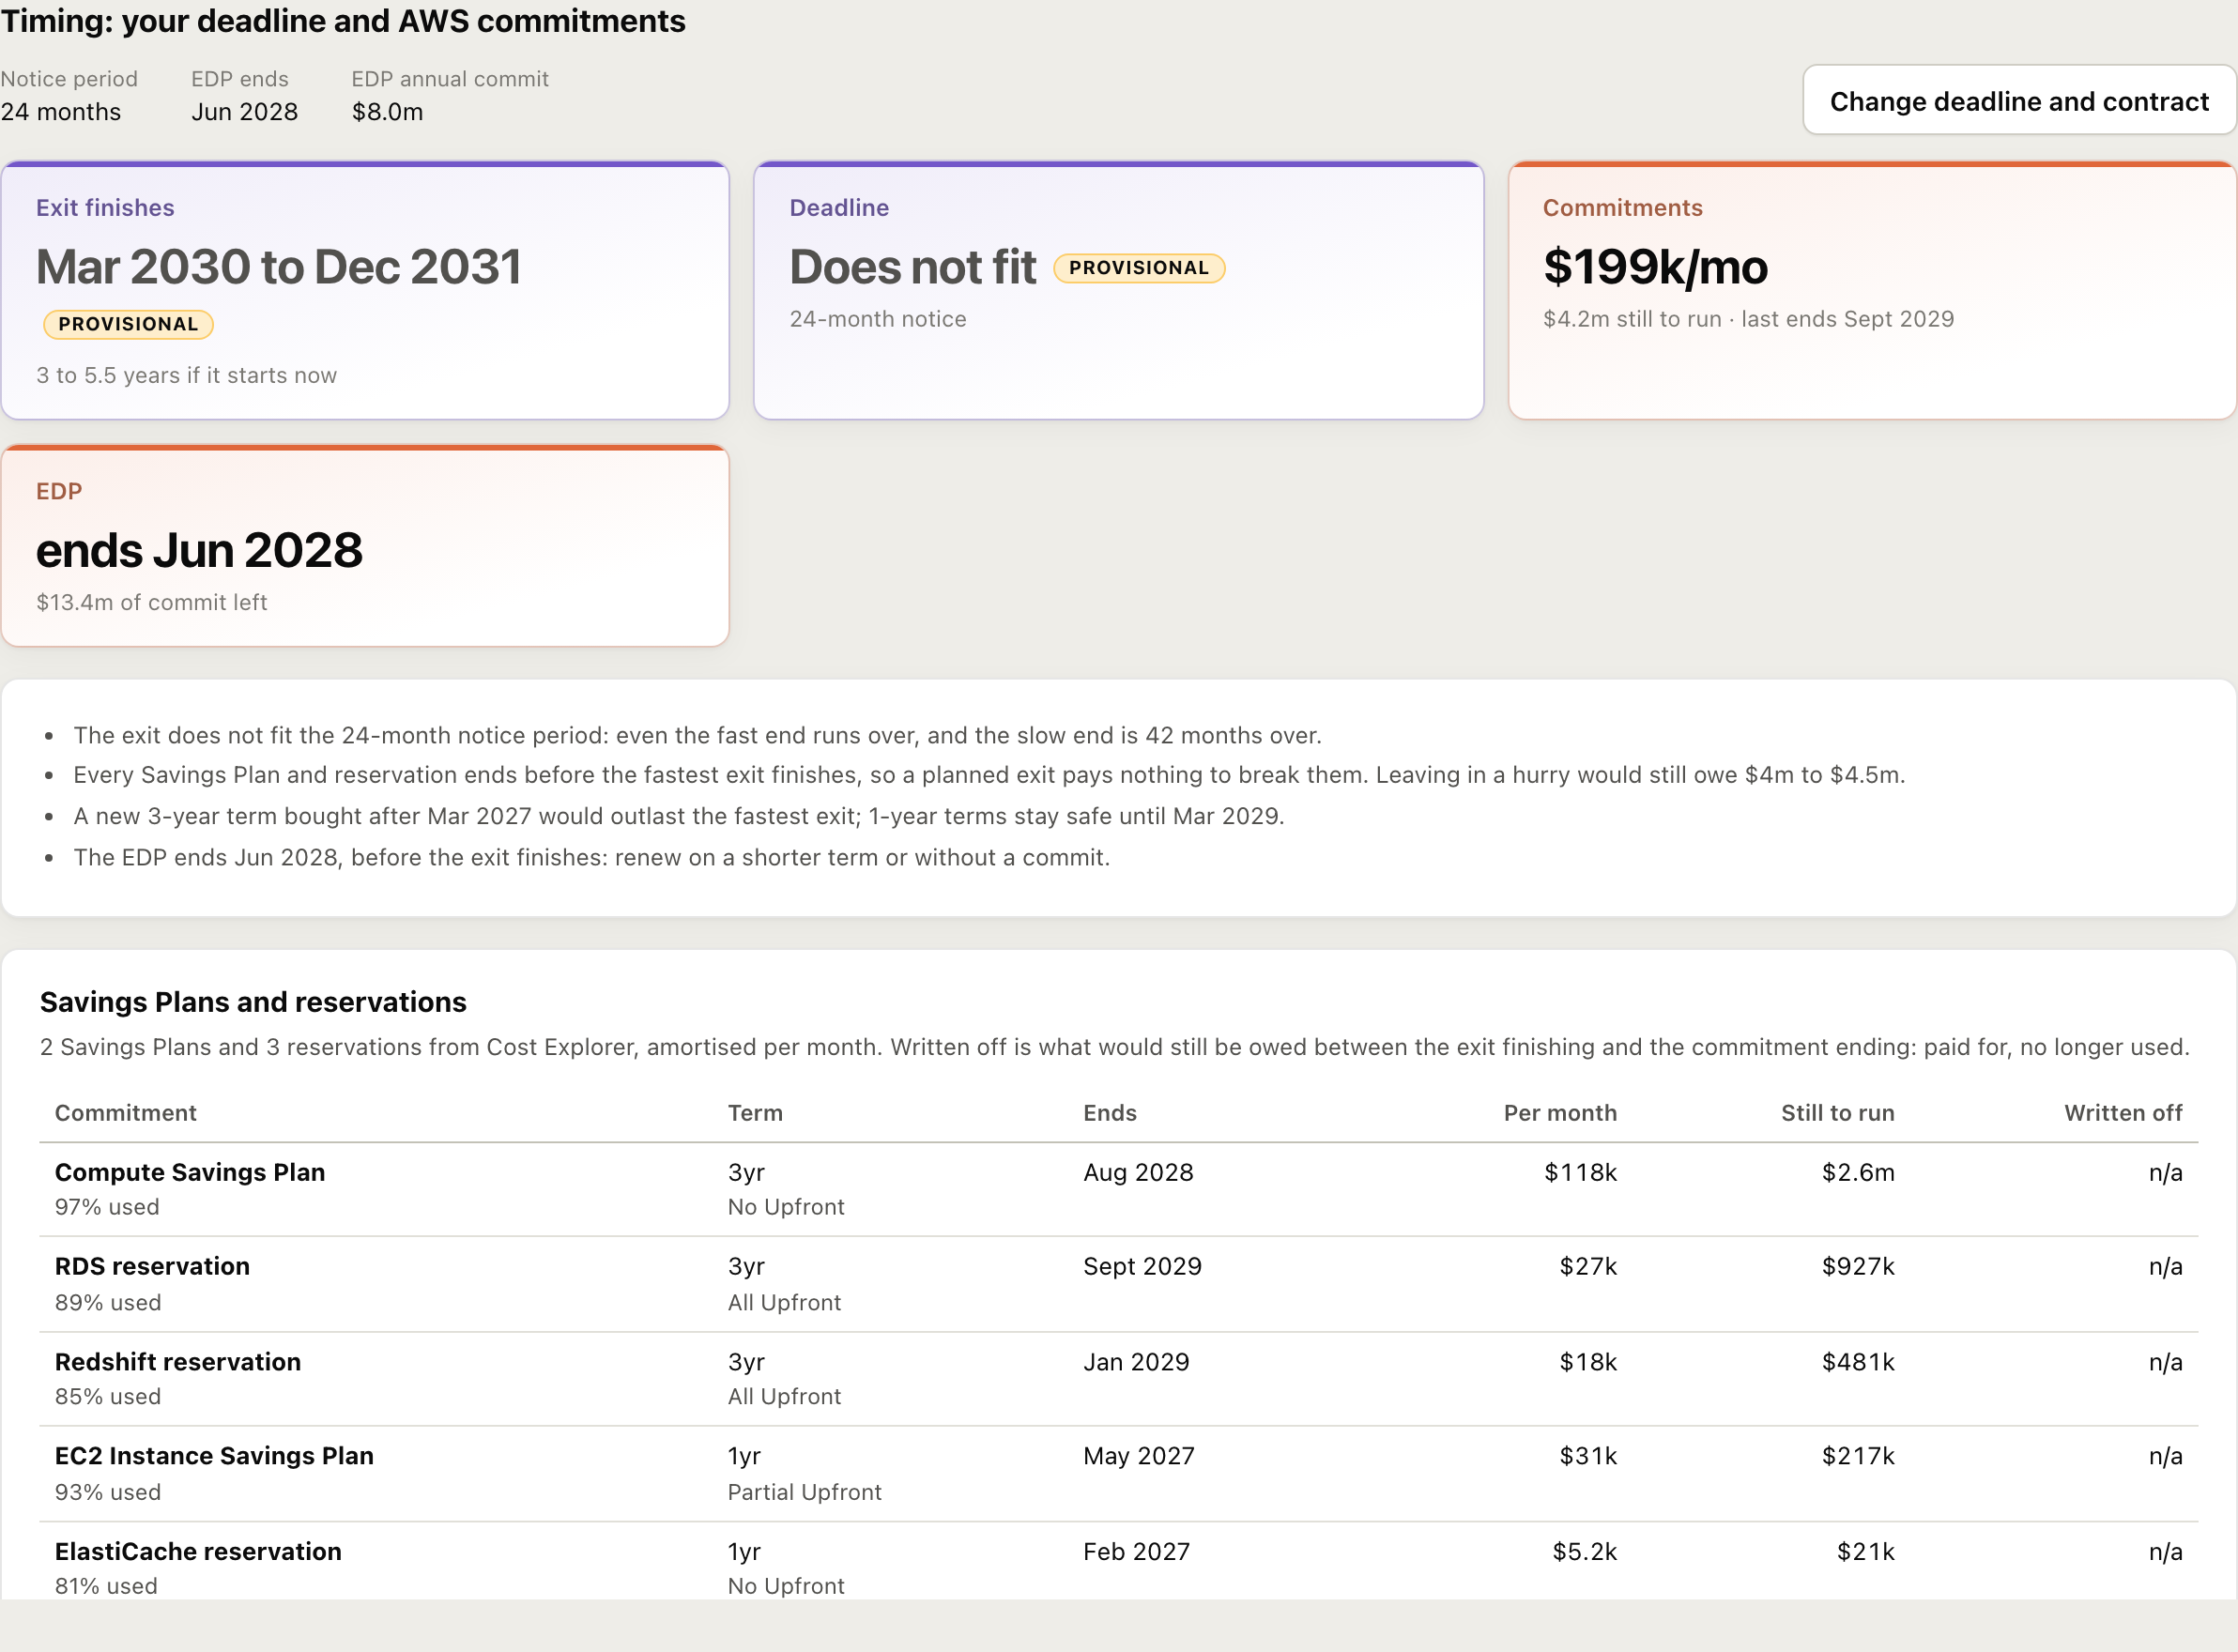 Timing: your deadline and AWS commitments
Notice period
24 months
EDP ends
Jun 2028
EDP annual commit
$8.0m
Change deadline and contract
Exit finishes
Mar 2030 to Dec 2031
PROVISIONAL
3 to 5.5 years if it starts now
Deadline
Does not fit PROVISIONAL
24-month notice
Commitments
$199k/mo
$4.2m still to run · last ends Sept 2029
EDP
ends Jun 2028
$13.4m of commit left
• The exit does not fit the 24-month notice period: even the fast end runs over, and the slow end is 42 months over.
• Every Savings Plan and reservation ends before the fastest exit finishes, so a planned exit pays nothing to break them. Leaving in a hurry would still owe $4m to $4.5m.
• A new 3-year term bought after Mar 2027 would outlast the fastest exit; 1-year terms stay safe until Mar 2029.
• The EDP ends Jun 2028, before the exit finishes: renew on a shorter term or without a commit.
Savings Plans and reservations
2 Savings Plans and 3 reservations from Cost Explorer, amortised per month. Written off is what would still be owed between the exit finishing and the commitment ending: paid for, no longer used.
Commitment Term Ends Per month Still to run Written off
Compute Savings Plan 3yr Aug 2028 $118k $2.6m n/a
97% used No Upfront
RDS reservation 3yr Sept 2029 $27k $927k n/a
89% used All Upfront
Redshift reservation 3yr Jan 2029 $18k $481k n/a
85% used All Upfront
EC2 Instance Savings Plan 1yr May 2027 $31k $217k n/a
93% used Partial Upfront
ElastiCache reservation 1yr Feb 2027 $5.2k $21k n/a
81% used No Upfront